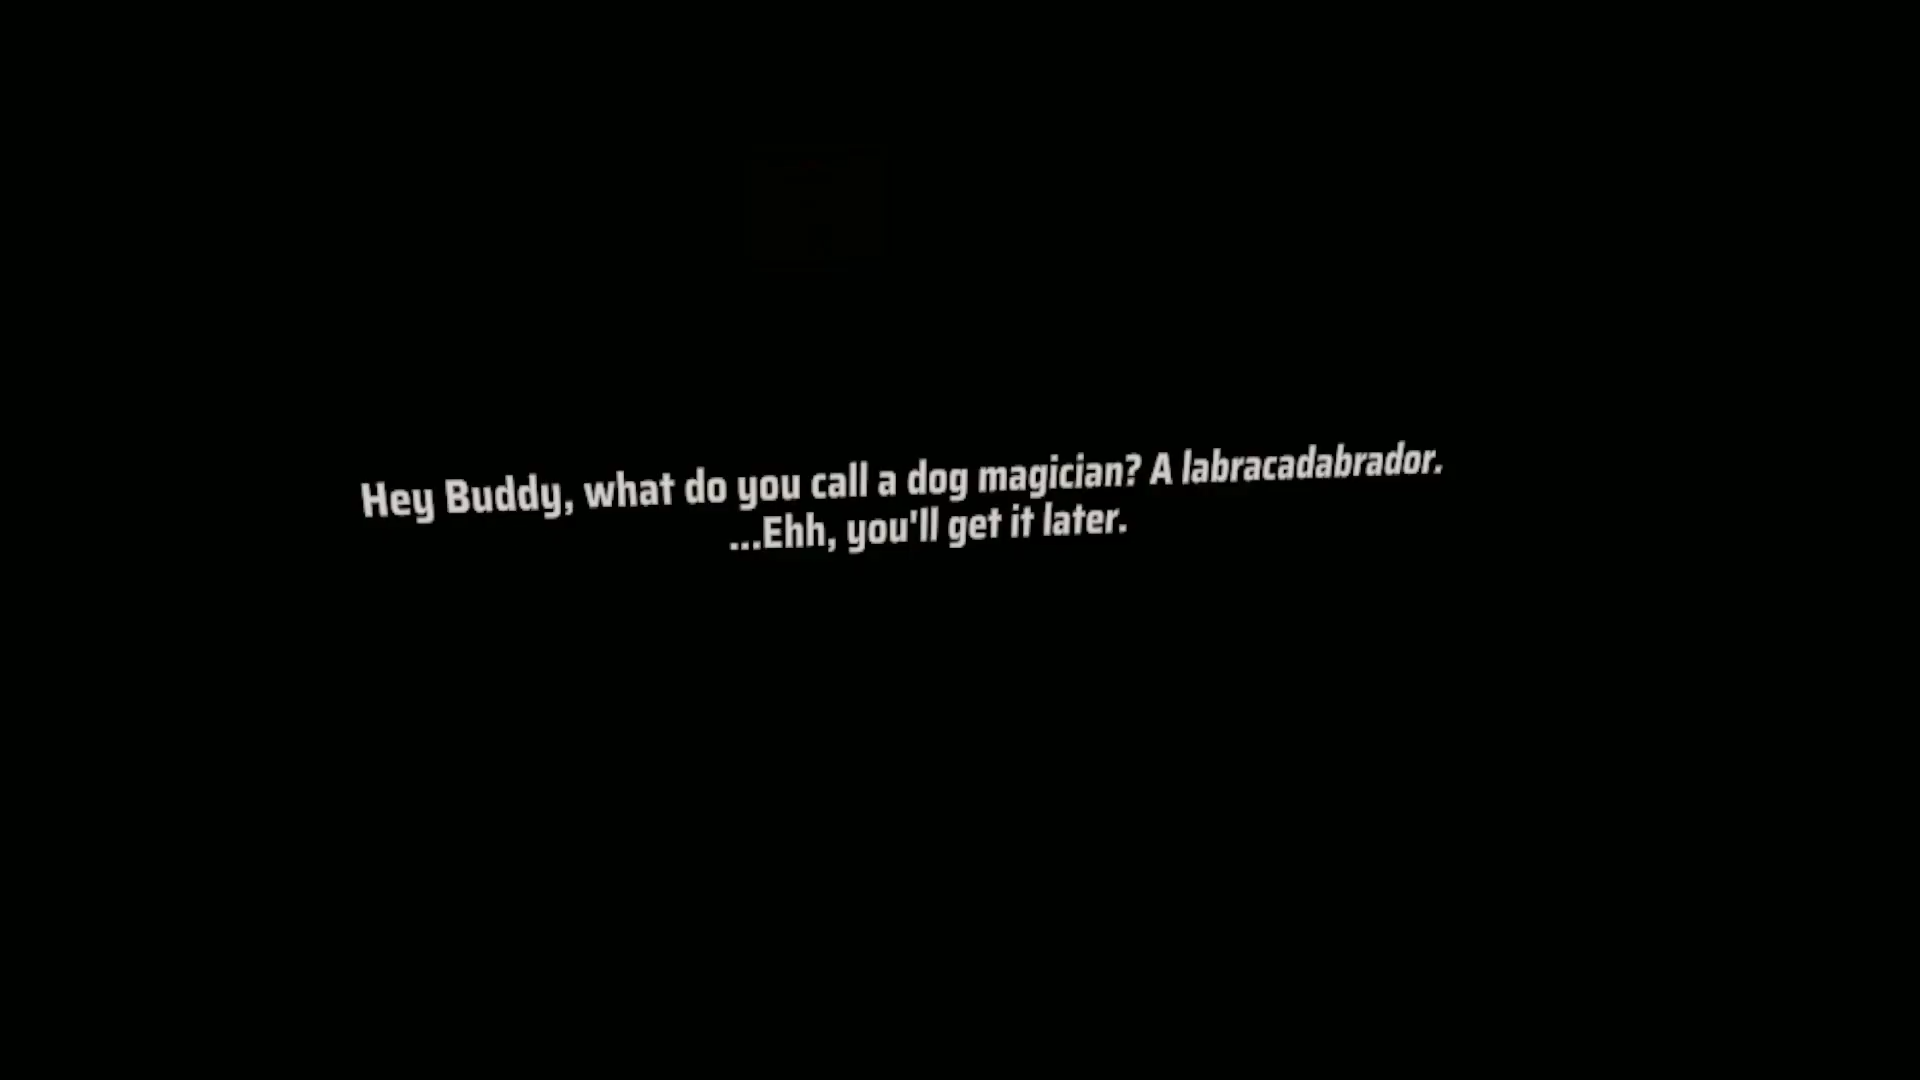 Hey Buddy, what do you call a dog magician? A labracadabrador.
...Ehh, you'll get it later.